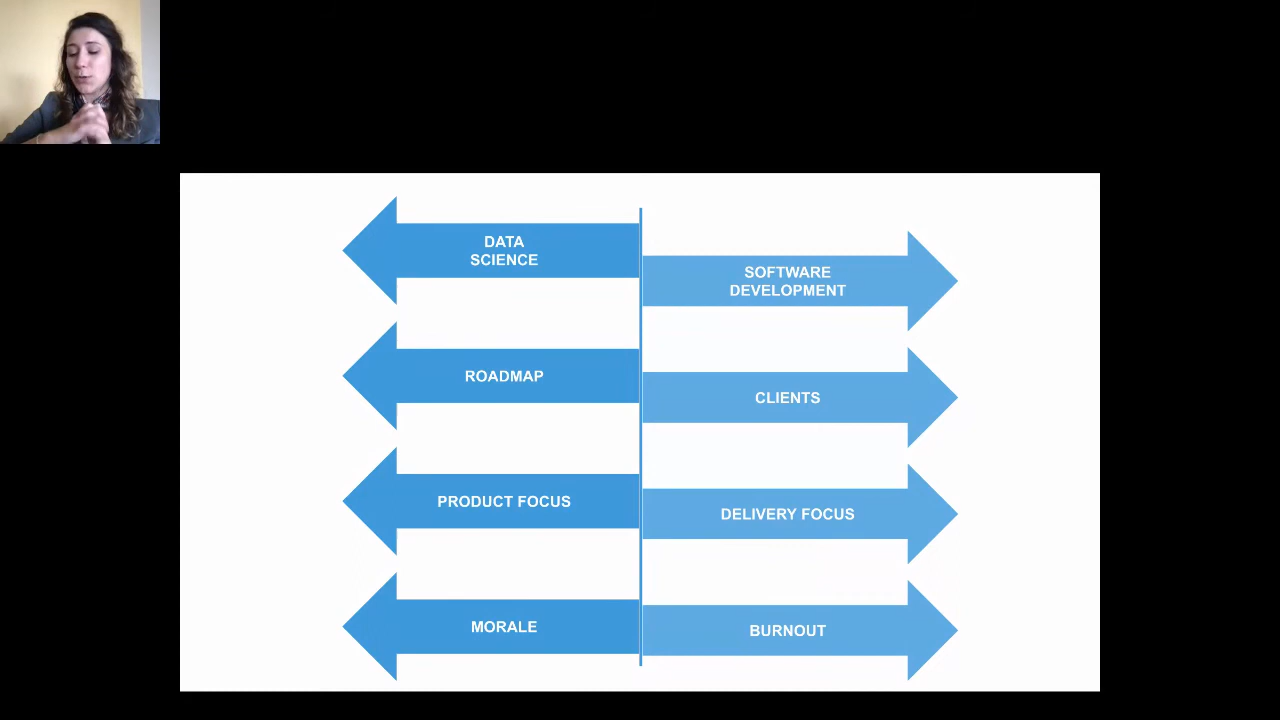 DATA
SCIENCE
SOFTWARE
DEVELOPMENT
ROADMAP
CLIENTS
PRODUCT FOCUS
DELIVERY FOCUS
MORALE
BURNOUT